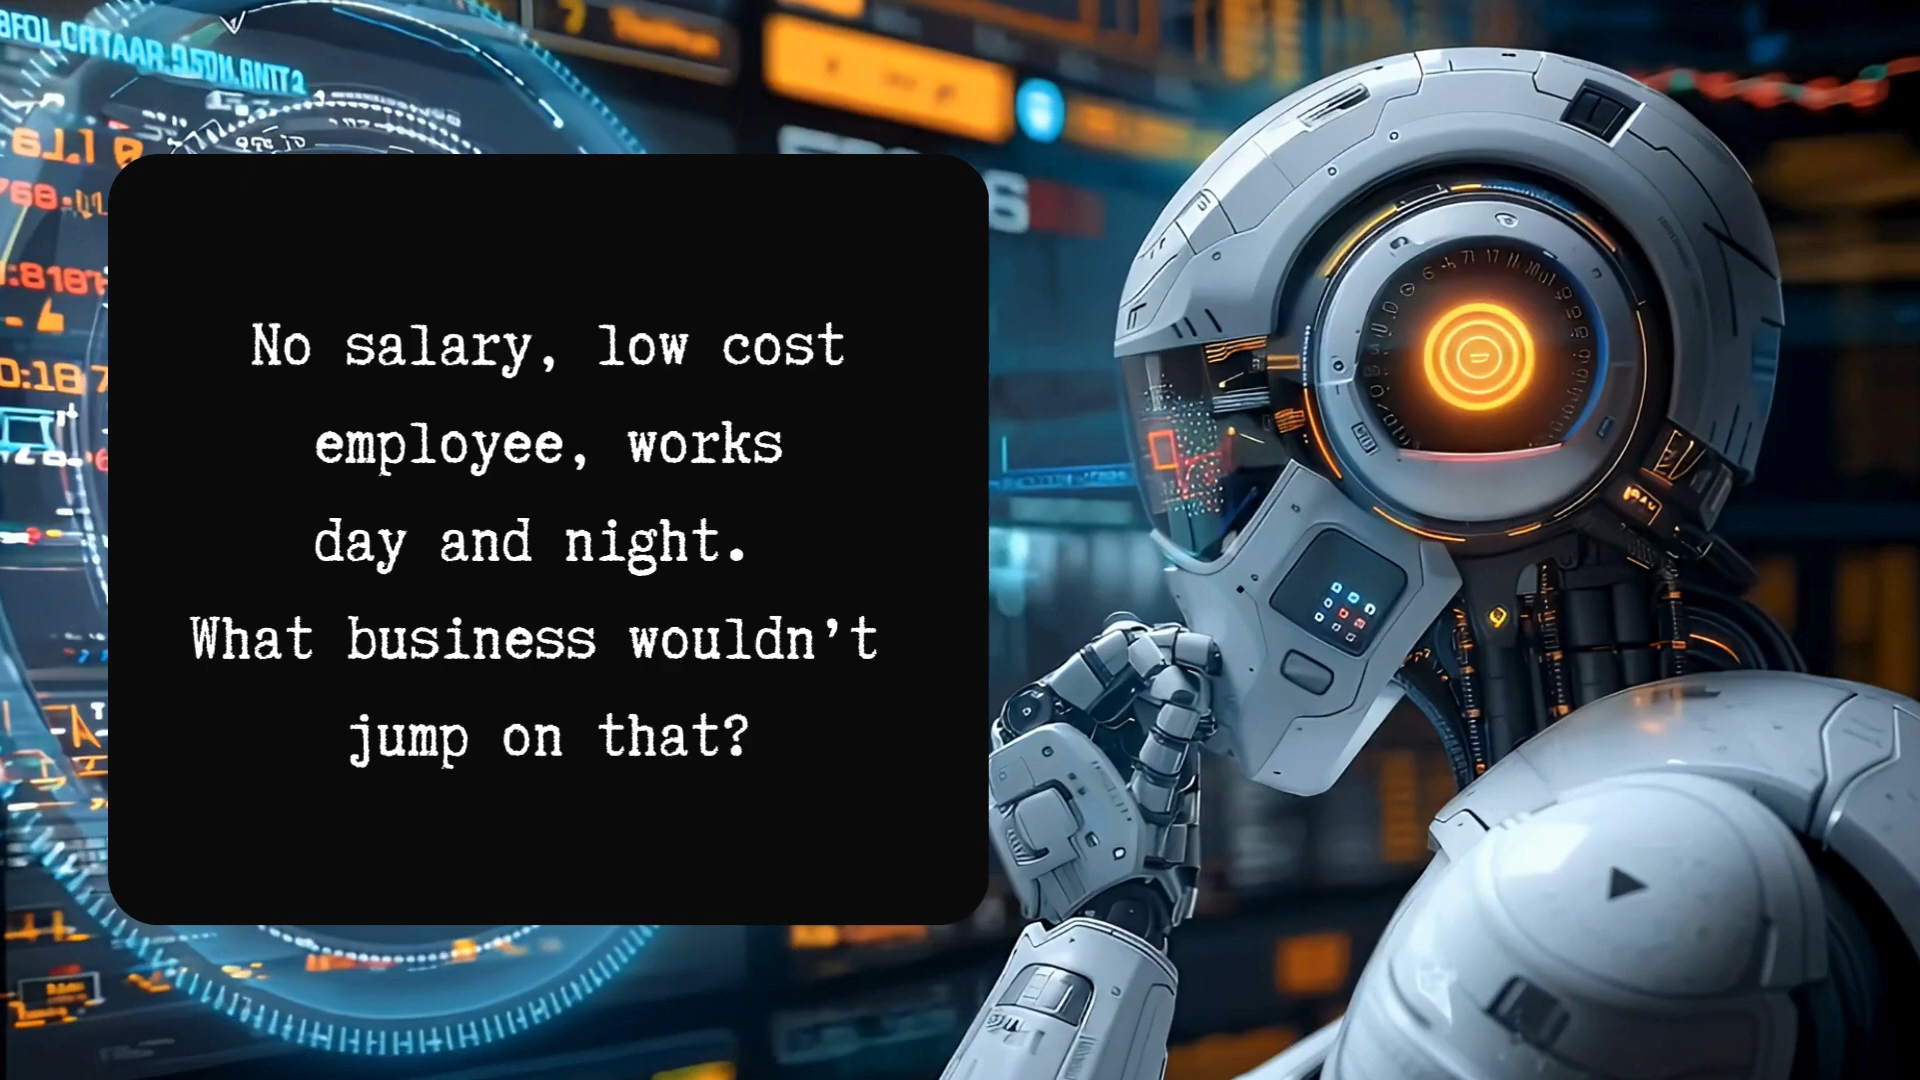 No salary, low cost
employee, works
day and night.
What business wouldn't
jump on that?